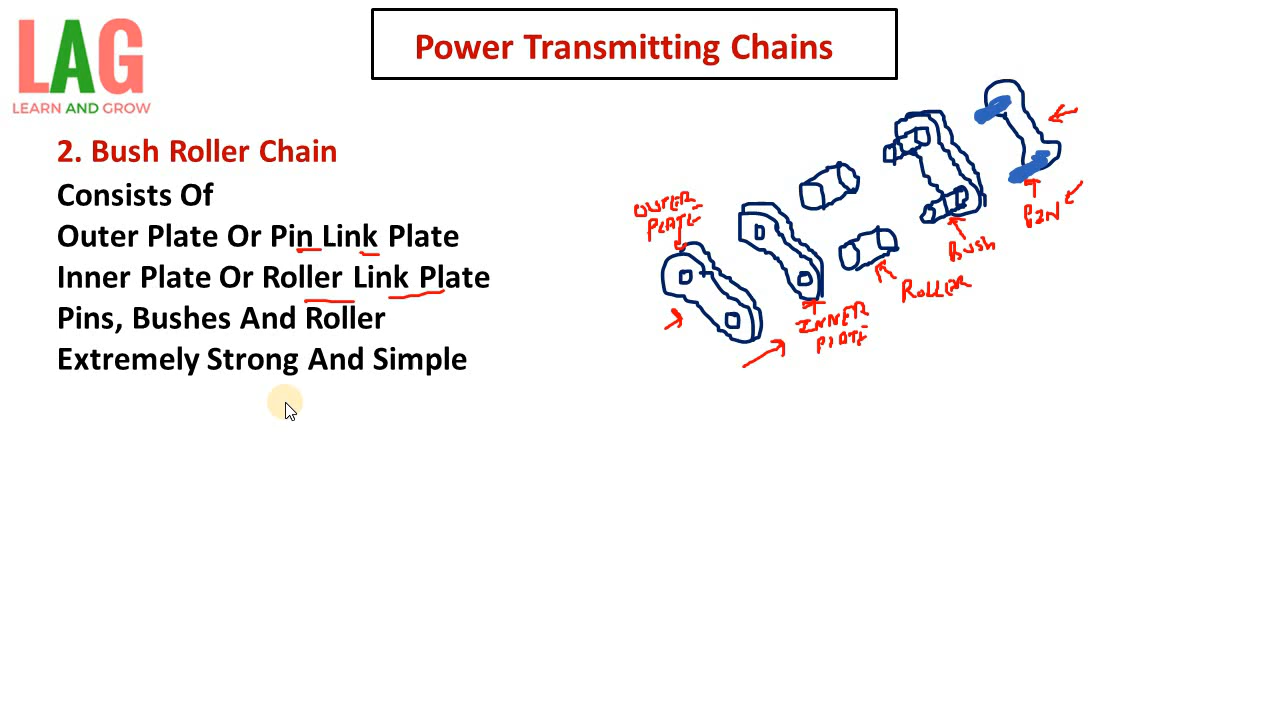 LAG
LEARN AND GROW
Power Transmitting Chains
2. Bush Roller Chain
Consists Of
Outer Plate Or Pin Link Plate
Inner Plate Or Roller Link Plate
Pins, Bushes And Roller
Extremely Strong And Simple
OUTER
PLATE
INNER
PLATE
ROLLER
Bush
PIN